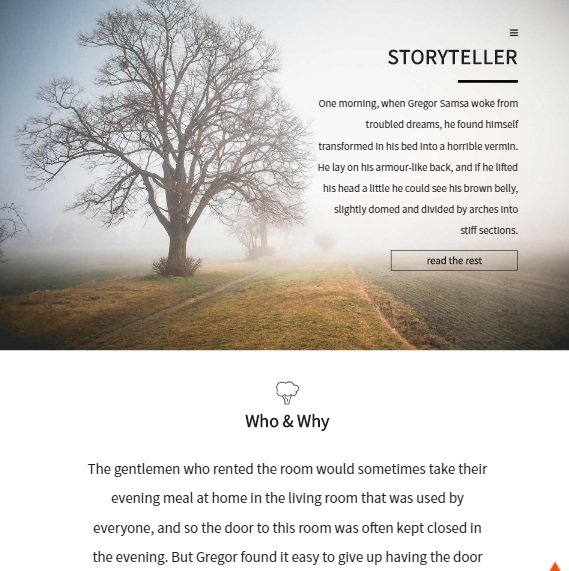 STORYTELLER
One morning, when Gregor Samsa woke from
troubled dreams, he found himself
transformed in his bed into a horrible vermin.
He lay on his armour-like back, and if he lifted
his head a little he could see his brown belly,
slightly domed and divided by arches into
stiff sections.
read the rest
Who & Why
The gentlemen who rented the room would sometimes take their
evening meal at home in the living room that was used by
everyone, and so the door to this room was often kept closed in
the evening. But Gregor found it easy to give up having the door